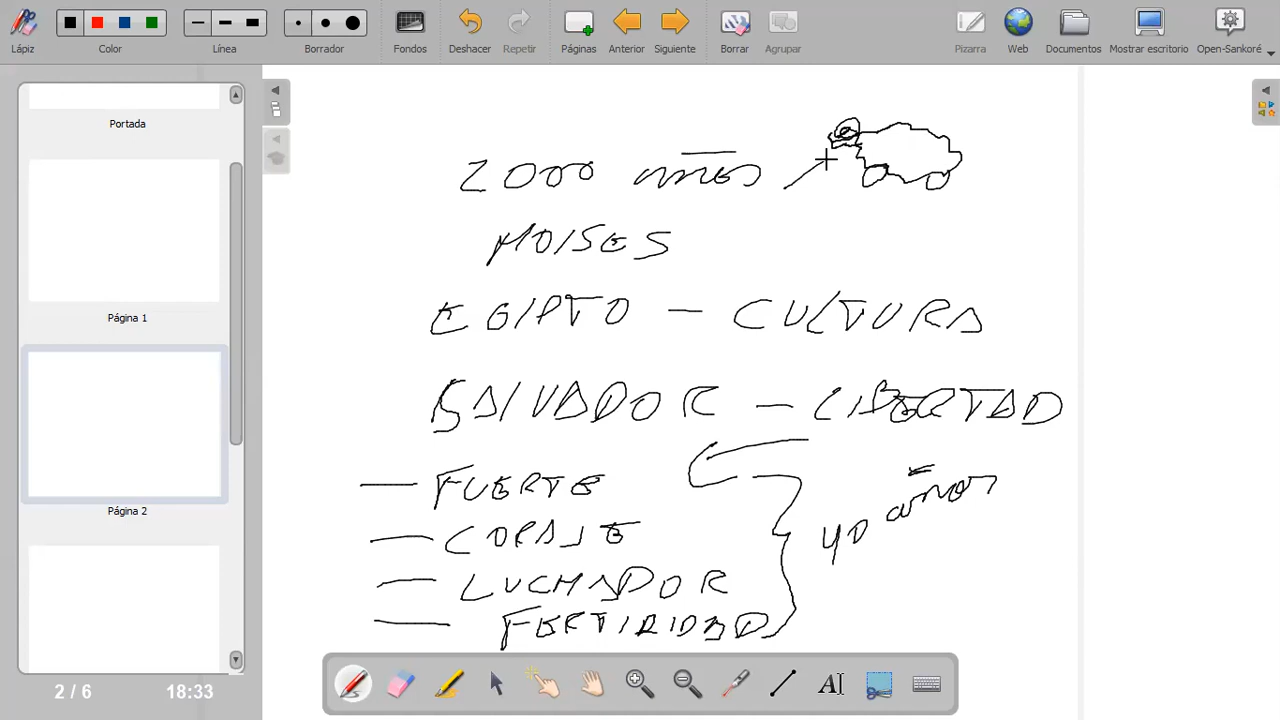 Lápiz Color Línea Borrador Fondos Deshacer Repetir Páginas Anterior Siguiente Borrar Agrupar Pizarra Web Documentos Mostrar escritorio Open-Sankoré
Portada
Página 1
Página 2
2 / 6 18:33
2000 años
MOISES
EGIPTO — CULTURA
SALVADOR — LIBERTAD
— FUERTE
— CORAJE
— LUCHADOR
— FERTIRIDAD
40 años